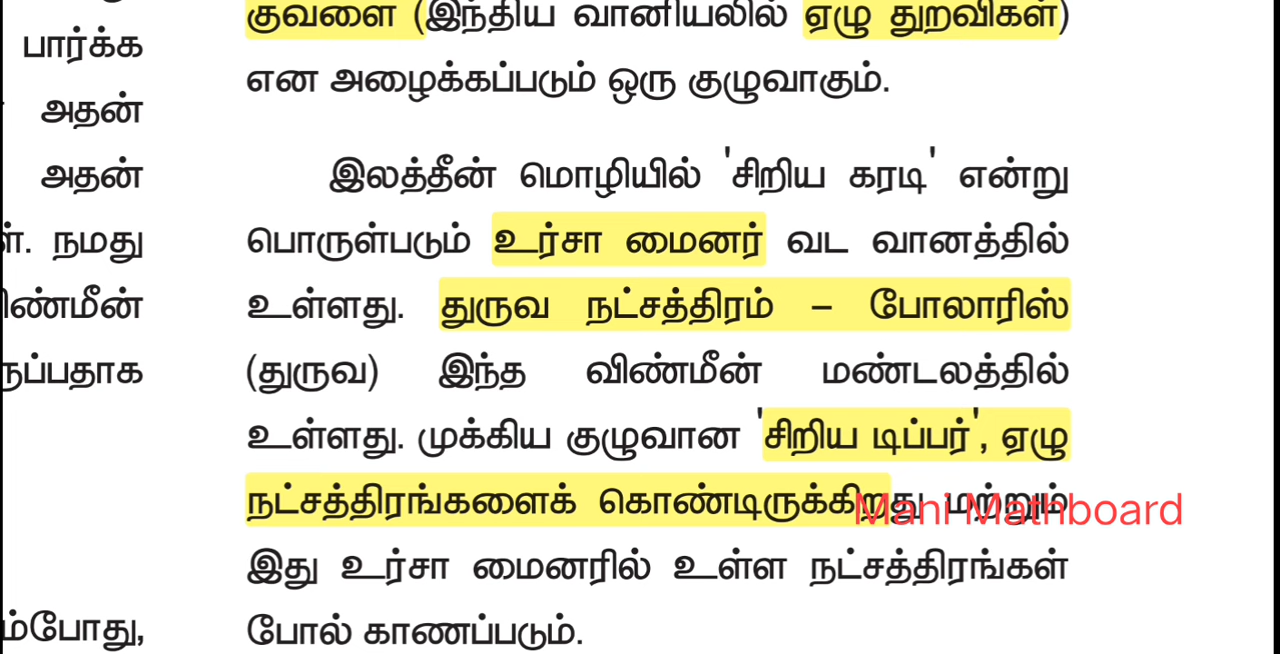 பார்க்க
அதன்
அதன்
நமது
குவளை (இந்திய வானியலில் ஏழு துறவிகள்)
என அழைக்கப்படும் ஒரு குழுவாகும்.
இலத்தீன் மொழியில் 'சிறிய கரடி' என்று
பொருள்படும் உர்சா மைனர் வட வானத்தில்
உள்ளது. துருவ நட்சத்திரம் – போலாரிஸ்
(துருவ) இந்த விண்மீன் மண்டலத்தில்
உள்ளது. முக்கிய குழுவான 'சிறிய டிப்பர்', ஏழு
நட்சத்திரங்களைக் கொண்டிருக்கிறது மற்றும்
இது உர்சா மைனரில் உள்ள நட்சத்திரங்கள்
போல் காணப்படும்.
Mani Mathboard